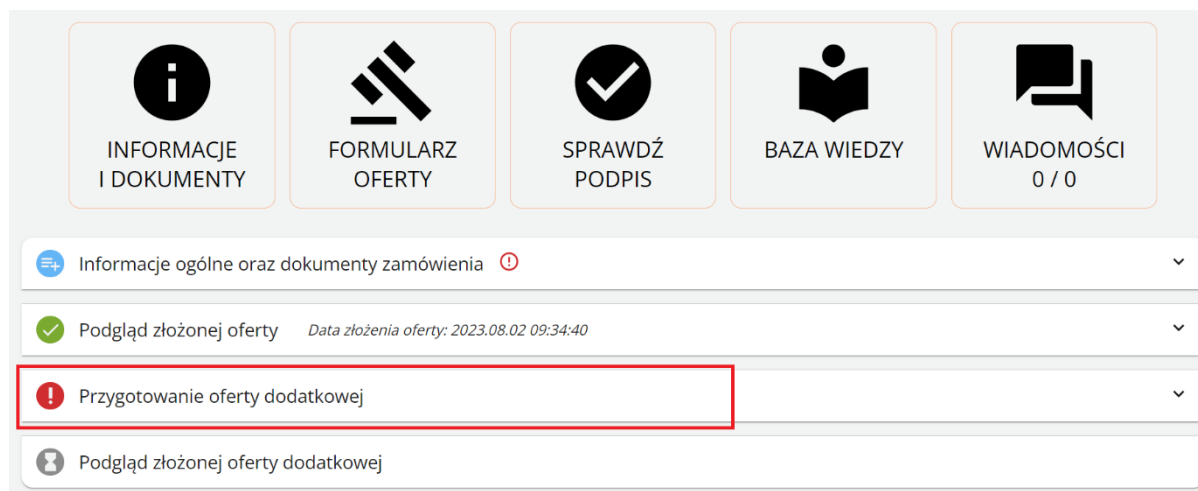 INFORMACJE
I DOKUMENTY
FORMULARZ
OFERTY
SPRAWDŹ
PODPIS
BAZA WIEDZY
WIADOMOŚCI
0 / 0
Informacje ogólne oraz dokumenty zamówienia
Podgląd złożonej oferty Data złożenia oferty: 2023.08.02 09:34:40
Przygotowanie oferty dodatkowej
Podgląd złożonej oferty dodatkowej